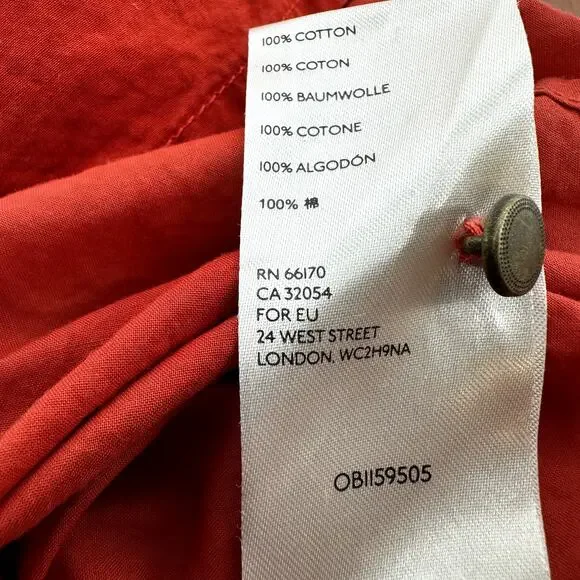 100% COTTON
100% COTON
100% BAUMWOLLE
100% COTONE
100% ALGODÓN
100% 棉
RN 66170
CA 32054
FOR EU
24 WEST STREET
LONDON, WC2H9NA
OB1159505